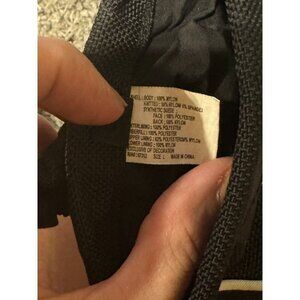 SHELL: BODY: 100% NYLON
KNITTED: 95% NYLON 5% SPANDEX
SYNTHETIC SUEDE:
FACE: 100% POLYESTER
BACK: 100% NYLON
INTERLINING: 100% POLYESTER
FIBERFILL: 100% POLYESTER
UPPER LINING: POLYESTER
LOWER LINING: 100% NYLON
EXCLUSIVE OF DECORATION
SIZE: L MADE IN CHINA